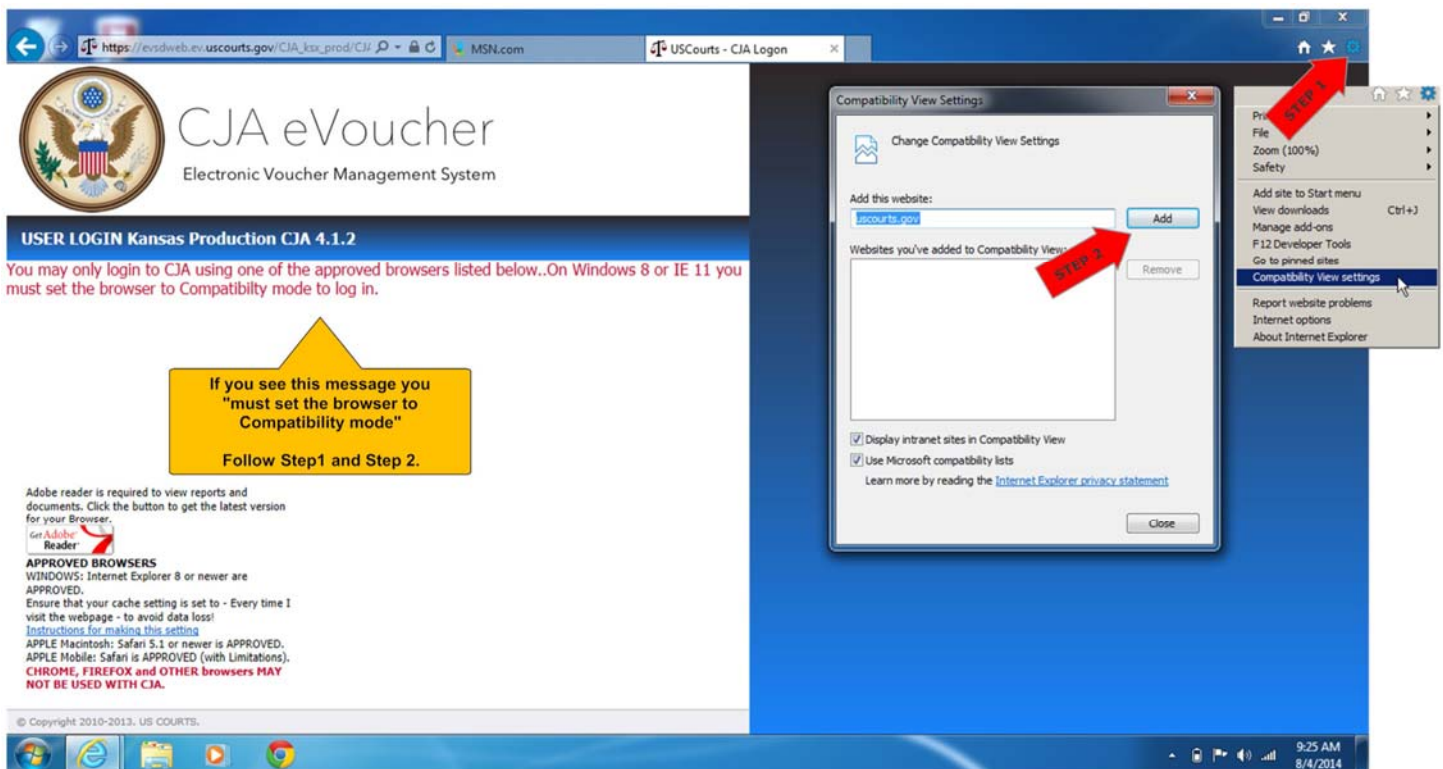 https://evsdweb.ev.uscourts.gov/CJA_ksx_prod/CJ
MSN.com
USCourts - CJA Logon
STEP 1
CJA eVoucher
Electronic Voucher Management System
USER LOGIN Kansas Production CJA 4.1.2
You may only login to CJA using one of the approved browsers listed below..On Windows 8 or IE 11 you
must set the browser to Compatibilty mode to log in.
If you see this message you
"must set the browser to
Compatibility mode"
Follow Step1 and Step 2.
Adobe reader is required to view reports and
documents. Click the button to get the latest version
for your Browser.
Get Adobe
Reader
APPROVED BROWSERS
WINDOWS: Internet Explorer 8 or newer are
APPROVED.
Ensure that your cache setting is set to - Every time I
visit the webpage - to avoid data loss!
Instructions for making this setting
APPLE Macintosh: Safari 5.1 or newer is APPROVED.
APPLE Mobile: Safari is APPROVED (with Limitations).
CHROME, FIREFOX and OTHER browsers MAY
NOT BE USED WITH CJA.
© Copyright 2010-2013. US COURTS.
Compatibility View Settings
Change Compatibility View Settings
Add this website:
uscourts.gov
Add
Websites you've added to Compatibility View:
STEP 2
Remove
Display intranet sites in Compatibility View
Use Microsoft compatibility lists
Learn more by reading the Internet Explorer privacy statement
Close
File
Zoom (100%)
Safety
Add site to Start menu
View downloads Ctrl+J
Manage add-ons
F12 Developer Tools
Go to pinned sites
Compatibility View settings
Report website problems
Internet options
About Internet Explorer
9:25 AM
8/4/2014